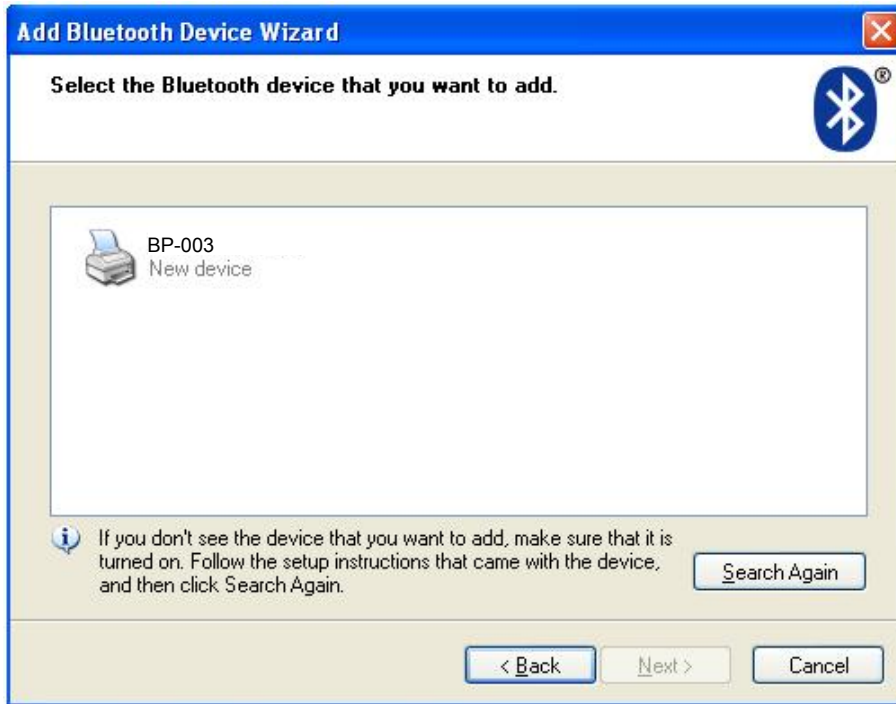 Add Bluetooth Device Wizard
Select the Bluetooth device that you want to add.
®
BP-003
New device
If you don't see the device that you want to add, make sure that it is
turned on. Follow the setup instructions that came with the device,
and then click Search Again.
Search Again
< Back
Next >
Cancel